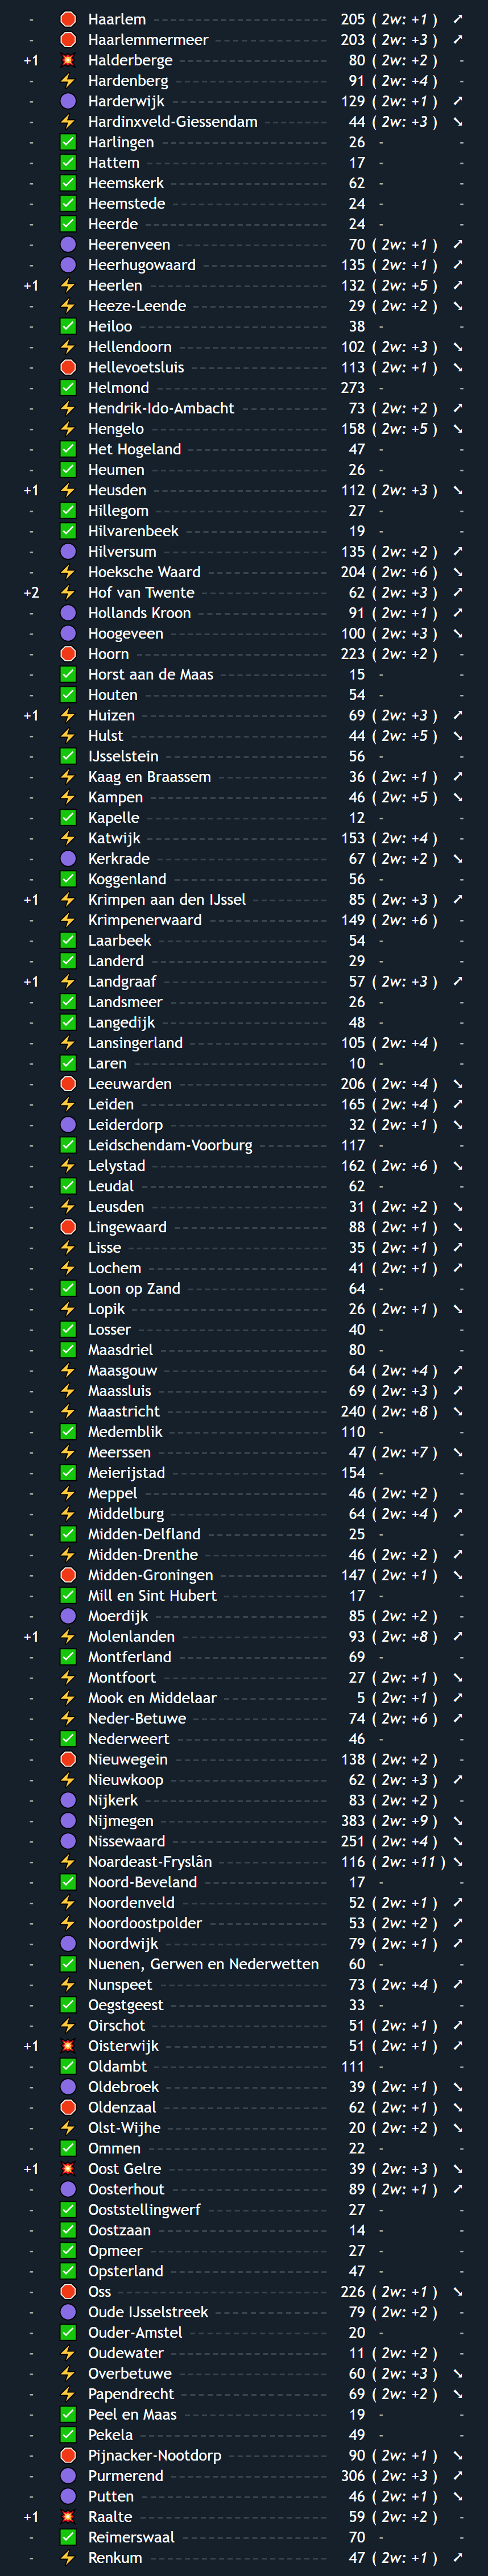 - 🛑 Haarlem 205 ( 2w: +1 ) ➚
- 🛑 Haarlemmermeer 203 ( 2w: +3 ) ➚
+1 💥 Halderberge 80 ( 2w: +2 ) -
- ⚡ Hardenberg 91 ( 2w: +4 ) -
- 🟣 Harderwijk 129 ( 2w: +1 ) ➚
- ⚡ Hardinxveld-Giessendam 44 ( 2w: +3 ) ➘
- ✅ Harlingen 26 - -
- ✅ Hattem 17 - -
- ✅ Heemskerk 62 - -
- ✅ Heemstede 24 - -
- ✅ Heerde 24 - -
- 🟣 Heerenveen 70 ( 2w: +1 ) ➚
- 🟣 Heerhugowaard 135 ( 2w: +1 ) ➚
+1 ⚡ Heerlen 132 ( 2w: +5 ) ➚
- ⚡ Heeze-Leende 29 ( 2w: +2 ) ➘
- ✅ Heiloo 38 - -
- ⚡ Hellendoorn 102 ( 2w: +3 ) ➘
- 🛑 Hellevoetsluis 113 ( 2w: +1 ) ➘
- ✅ Helmond 273 - -
- ⚡ Hendrik-Ido-Ambacht 73 ( 2w: +2 ) ➚
- ⚡ Hengelo 158 ( 2w: +5 ) ➘
- ✅ Het Hogeland 47 - -
- ✅ Heumen 26 - -
+1 ⚡ Heusden 112 ( 2w: +3 ) ➘
- ✅ Hillegom 27 - -
- ✅ Hilvarenbeek 19 - -
- 🟣 Hilversum 135 ( 2w: +2 ) ➚
- ⚡ Hoeksche Waard 204 ( 2w: +6 ) ➘
+2 ⚡ Hof van Twente 62 ( 2w: +3 ) ➚
- 🟣 Hollands Kroon 91 ( 2w: +1 ) ➚
- 🟣 Hoogeveen 100 ( 2w: +3 ) ➘
- 🛑 Hoorn 223 ( 2w: +2 ) -
- ✅ Horst aan de Maas 15 - -
- ✅ Houten 54 - -
+1 ⚡ Huizen 69 ( 2w: +3 ) ➚
- ⚡ Hulst 44 ( 2w: +5 ) ➘
- ✅ IJsselstein 56 - -
- ⚡ Kaag en Braassem 36 ( 2w: +1 ) ➚
- ⚡ Kampen 46 ( 2w: +5 ) ➘
- ✅ Kapelle 12 - -
- ⚡ Katwijk 153 ( 2w: +4 ) -
- 🟣 Kerkrade 67 ( 2w: +2 ) ➘
- ✅ Koggenland 56 - -
+1 ⚡ Krimpen aan den IJssel 85 ( 2w: +3 ) ➚
- ⚡ Krimpenerwaard 149 ( 2w: +6 ) -
- ✅ Laarbeek 54 - -
- ✅ Landerd 29 - -
+1 ⚡ Landgraaf 57 ( 2w: +3 ) ➚
- ✅ Landsmeer 26 - -
- ✅ Langedijk 48 - -
- ⚡ Lansingerland 105 ( 2w: +4 ) -
- ✅ Laren 10 - -
- 🛑 Leeuwarden 206 ( 2w: +4 ) ➘
- ⚡ Leiden 165 ( 2w: +4 ) ➚
- 🟣 Leiderdorp 32 ( 2w: +1 ) ➘
- ✅ Leidschendam-Voorburg 117 - -
- ⚡ Lelystad 162 ( 2w: +6 ) ➘
- ✅ Leudal 62 - -
- ⚡ Leusden 31 ( 2w: +2 ) ➘
- 🛑 Lingewaard 88 ( 2w: +1 ) ➘
- ⚡ Lisse 35 ( 2w: +1 ) ➚
- ⚡ Lochem 41 ( 2w: +1 ) ➚
- ✅ Loon op Zand 64 - -
- ⚡ Lopik 26 ( 2w: +1 ) ➘
- ✅ Losser 40 - -
- ✅ Maasdriel 80 - -
- ⚡ Maasgouw 64 ( 2w: +4 ) ➚
- ⚡ Maassluis 69 ( 2w: +3 ) ➚
- ⚡ Maastricht 240 ( 2w: +8 ) ➘
- ✅ Medemblik 110 - -
- ⚡ Meerssen 47 ( 2w: +7 ) ➘
- ✅ Meierijstad 154 - -
- ⚡ Meppel 46 ( 2w: +2 ) -
- ⚡ Middelburg 64 ( 2w: +4 ) ➚
- ✅ Midden-Delfland 25 - -
- ⚡ Midden-Drenthe 46 ( 2w: +2 ) ➚
- 🛑 Midden-Groningen 147 ( 2w: +1 ) ➘
- ✅ Mill en Sint Hubert 17 - -
- 🟣 Moerdijk 85 ( 2w: +2 ) -
+1 ⚡ Molenlanden 93 ( 2w: +8 ) ➚
- ✅ Montferland 69 - -
- ⚡ Montfoort 27 ( 2w: +1 ) ➘
- ⚡ Mook en Middelaar 5 ( 2w: +1 ) ➚
- ⚡ Neder-Betuwe 74 ( 2w: +6 ) ➚
- ✅ Nederweert 46 - -
- 🛑 Nieuwegein 138 ( 2w: +2 ) -
- ⚡ Nieuwkoop 62 ( 2w: +3 ) ➚
- 🟣 Nijkerk 83 ( 2w: +2 ) -
- 🟣 Nijmegen 383 ( 2w: +9 ) ➘
- 🟣 Nissewaard 251 ( 2w: +4 ) ➘
- ⚡ Noardeast-Fryslân 116 ( 2w: +11 ) ➘
- ✅ Noord-Beveland 17 - -
- ⚡ Noordenveld 52 ( 2w: +1 ) ➚
- ⚡ Noordoostpolder 53 ( 2w: +2 ) ➚
- 🟣 Noordwijk 79 ( 2w: +1 ) ➚
- ✅ Nuenen, Gerwen en Nederwetten 60 - -
- ⚡ Nunspeet 73 ( 2w: +4 ) ➚
- ✅ Oegstgeest 33 - -
- ⚡ Oirschot 51 ( 2w: +1 ) ➚
+1 💥 Oisterwijk 51 ( 2w: +1 ) ➚
- ✅ Oldambt 111 - -
- 🟣 Oldebroek 39 ( 2w: +1 ) ➘
- 🛑 Oldenzaal 62 ( 2w: +1 ) ➘
- ⚡ Olst-Wijhe 20 ( 2w: +2 ) ➘
- ✅ Ommen 22 - -
+1 💥 Oost Gelre 39 ( 2w: +3 ) ➘
- 🟣 Oosterhout 89 ( 2w: +1 ) ➚
- ✅ Ooststellingwerf 27 - -
- ✅ Oostzaan 14 - -
- ✅ Opmeer 27 - -
- ✅ Opsterland 47 - -
- 🛑 Oss 226 ( 2w: +1 ) ➘
- 🟣 Oude IJsselstreek 79 ( 2w: +2 ) -
- ✅ Ouder-Amstel 20 - -
- ⚡ Oudewater 11 ( 2w: +2 ) -
- ⚡ Overbetuwe 60 ( 2w: +3 ) ➘
- ⚡ Papendrecht 69 ( 2w: +2 ) ➘
- ✅ Peel en Maas 19 - -
- ✅ Pekela 49 - -
- 🛑 Pijnacker-Nootdorp 90 ( 2w: +1 ) ➘
- 🟣 Purmerend 306 ( 2w: +3 ) ➚
- 🟣 Putten 46 ( 2w: +1 ) ➘
+1 💥 Raalte 59 ( 2w: +2 ) -
- ✅ Reimerswaal 70 - -
- ⚡ Renkum 47 ( 2w: +1 ) ➚